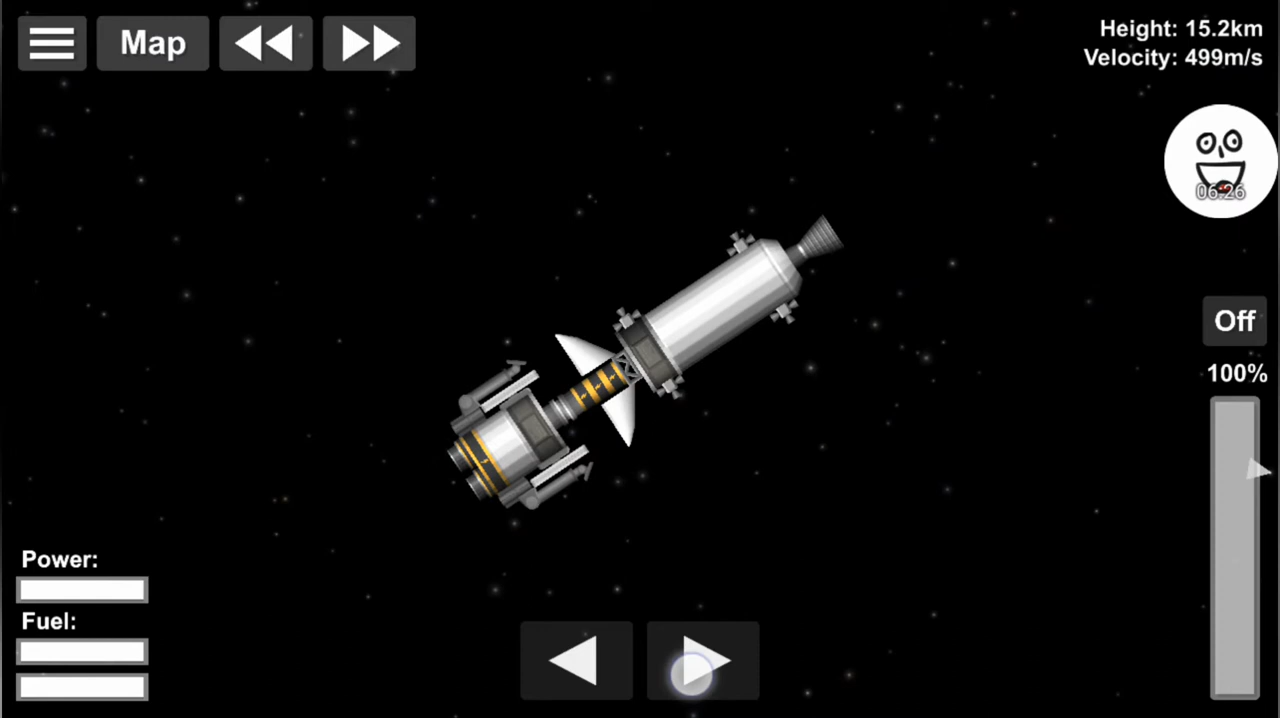 Map
Height: 15.2km
Velocity: 499m/s
06:26
Off
100%
Power:
Fuel: